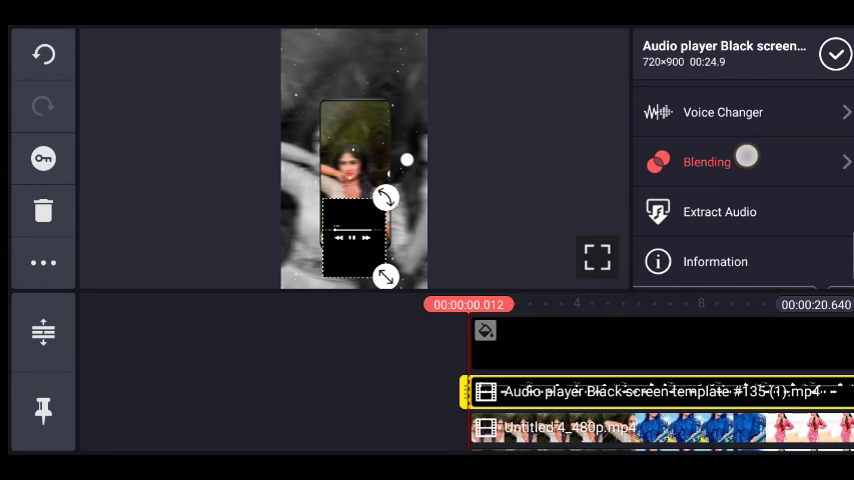 Audio player Black screen...
720×900 00:24.9
Voice Changer
Blending
Extract Audio
Information
00:00:00.012
4
8
00:00:20.640
Audio player Black screen template #135 (1).mp4
Untitled 4_480p.mp4